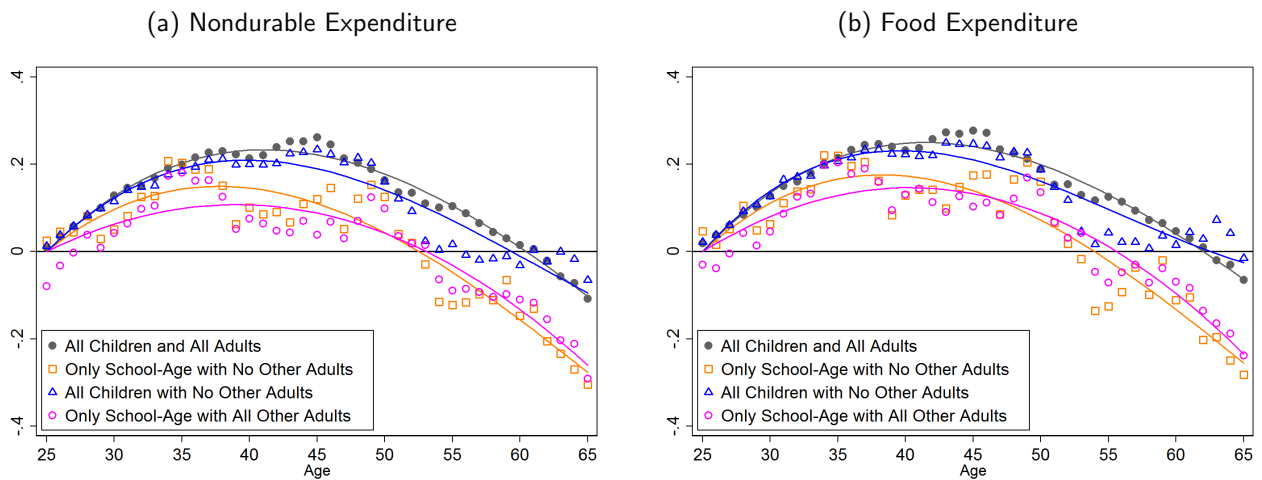 (a) Nondurable Expenditure
.4
.2
0
-.2
-.4
All Children and All Adults
Only School-Age with No Other Adults
All Children with No Other Adults
Only School-Age with All Other Adults
25 30 35 40 45 50 55 60 65
Age
(b) Food Expenditure
.4
.2
0
-.2
-.4
All Children and All Adults
Only School-Age with No Other Adults
All Children with No Other Adults
Only School-Age with All Other Adults
25 30 35 40 45 50 55 60 65
Age